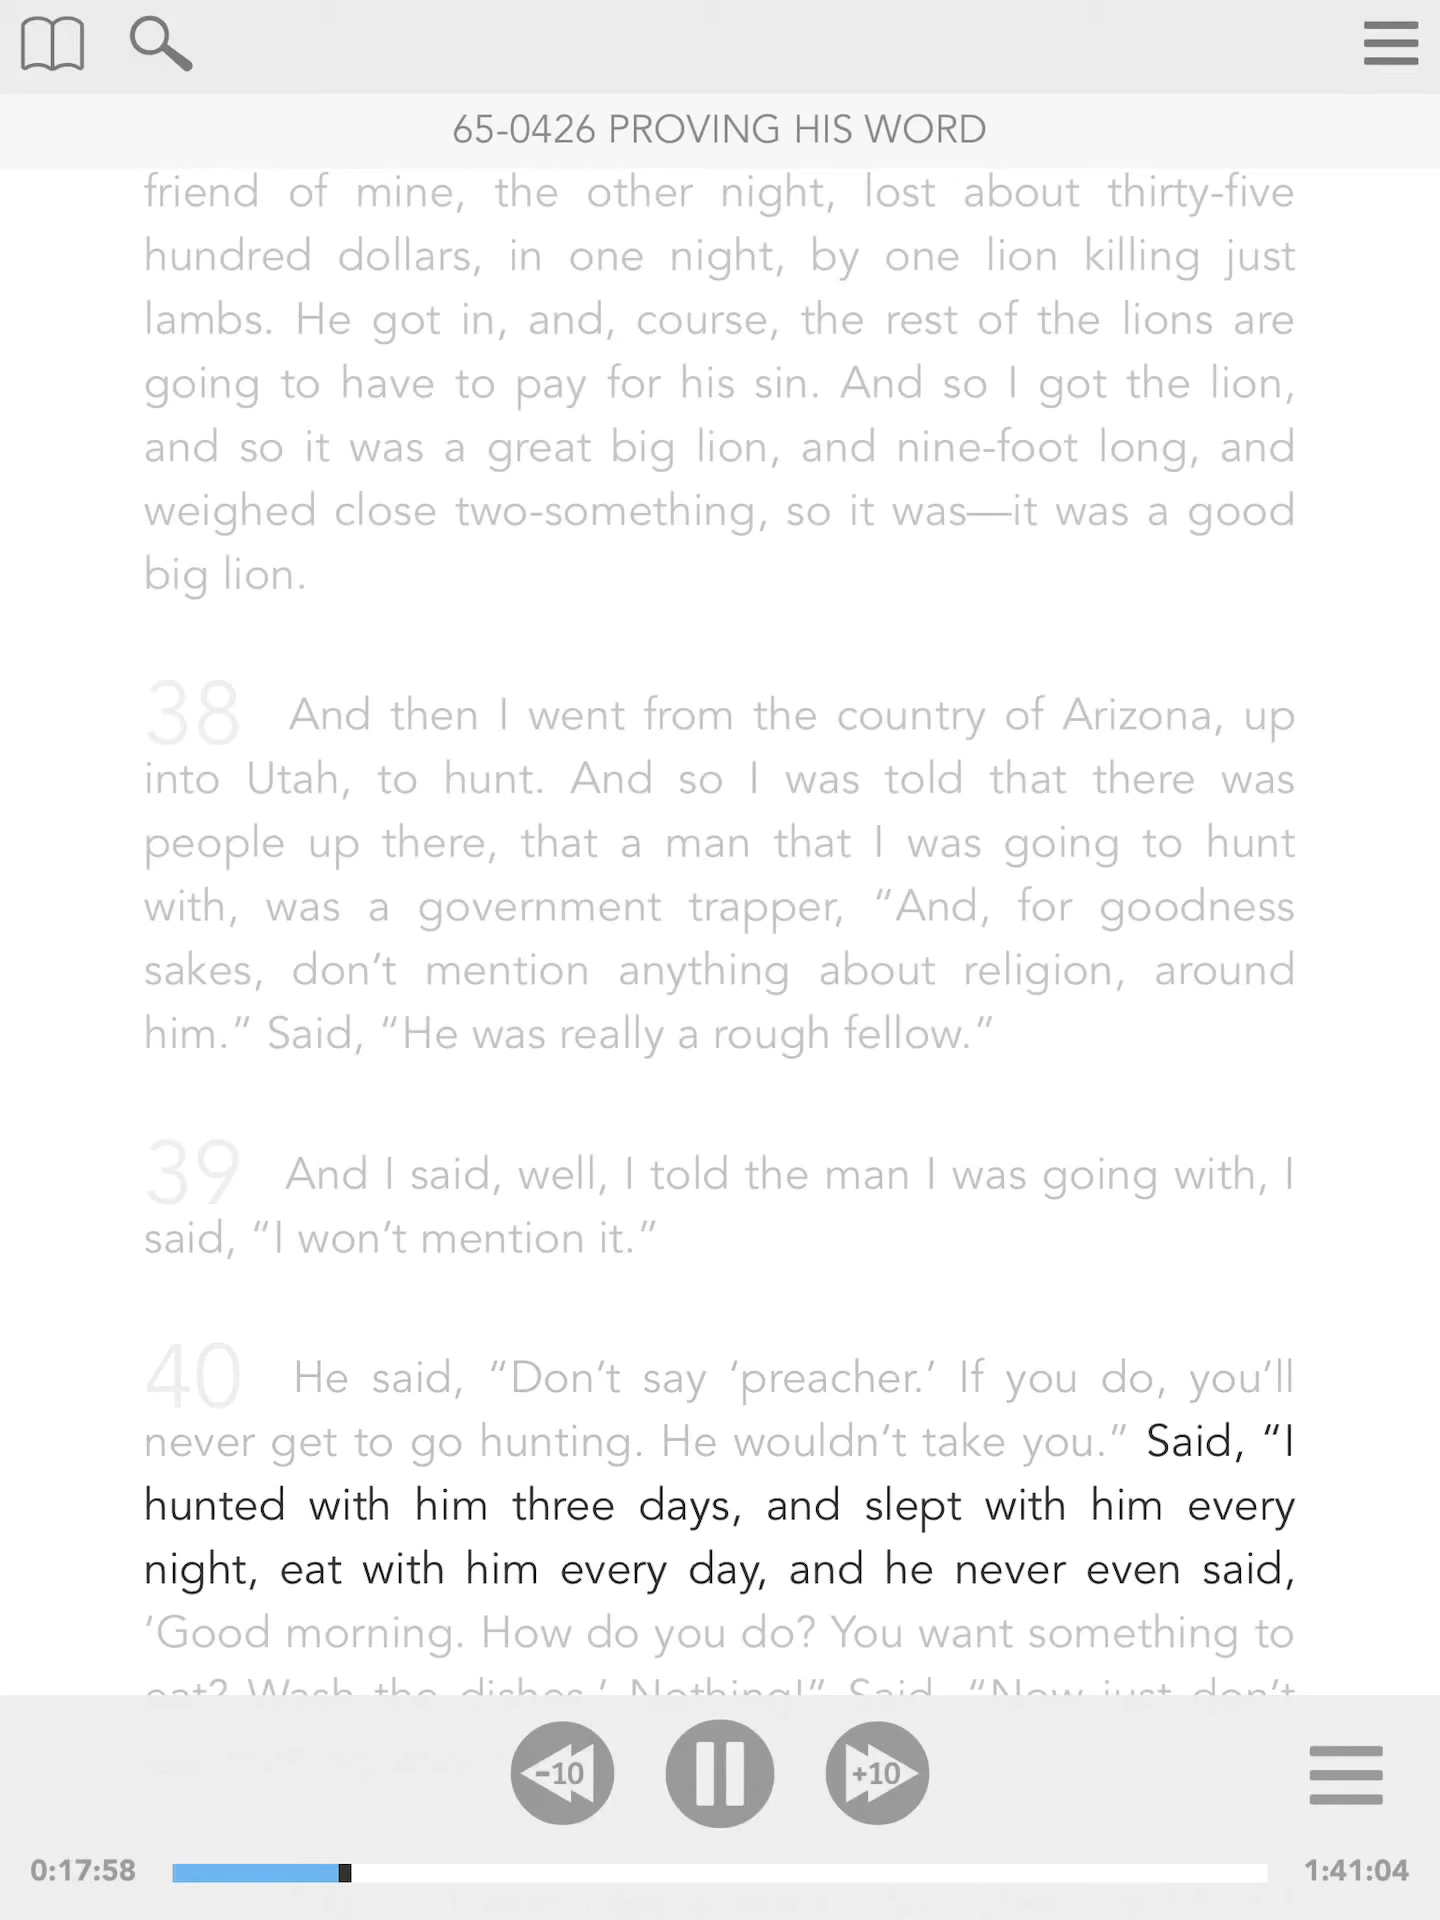 65-0426 PROVING HIS WORD
friend of mine, the other night, lost about thirty-five
hundred dollars, in one night, by one lion killing just
lambs. He got in, and, course, the rest of the lions are
going to have to pay for his sin. And so I got the lion,
and so it was a great big lion, and nine-foot long, and
weighed close two-something, so it was—it was a good
big lion.
38 And then I went from the country of Arizona, up
into Utah, to hunt. And so I was told that there was
people up there, that a man that I was going to hunt
with, was a government trapper, “And, for goodness
sakes, don’t mention anything about religion, around
him.” Said, “He was really a rough fellow.”
39 And I said, well, I told the man I was going with, I
said, “I won’t mention it.”
40 He said, “Don’t say ‘preacher.’ If you do, you’ll
never get to go hunting. He wouldn’t take you.” Said, “I
hunted with him three days, and slept with him every
night, eat with him every day, and he never even said,
‘Good morning. How do you do? You want something to
eat? Wash the dishes.’ Nothing!” Said, “Now just don’t
-10 +10
0:17:58 1:41:04